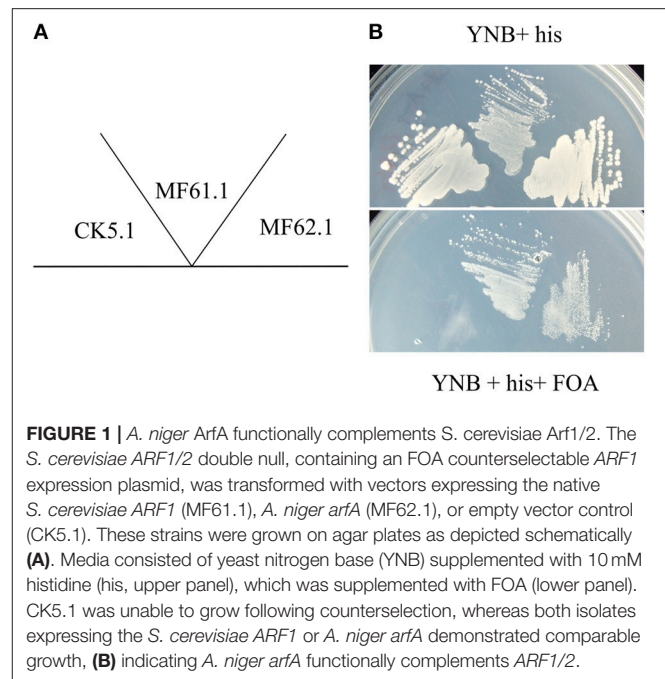 A
B
YNB+ his
MF61.1
CK5.1
MF62.1
YNB + his+ FOA
FIGURE 1 | A. niger ArfA functionally complements S. cerevisiae Arf1/2. The
S. cerevisiae ARF1/2 double null, containing an FOA counterselectable ARF1
expression plasmid, was transformed with vectors expressing the native
S. cerevisiae ARF1 (MF61.1), A. niger arfA (MF62.1), or empty vector control
(CK5.1). These strains were grown on agar plates as depicted schematically
(A). Media consisted of yeast nitrogen base (YNB) supplemented with 10 mM
histidine (his, upper panel), which was supplemented with FOA (lower panel).
CK5.1 was unable to grow following counterselection, whereas both isolates
expressing the S. cerevisiae ARF1 or A. niger arfA demonstrated comparable
growth, (B) indicating A. niger arfA functionally complements ARF1/2.